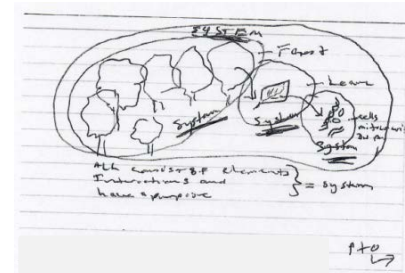 SYSTEM
Forest
Leave
System
System
cells
System
All consist of elements
Interactions and
have a purpose
= System
PTO